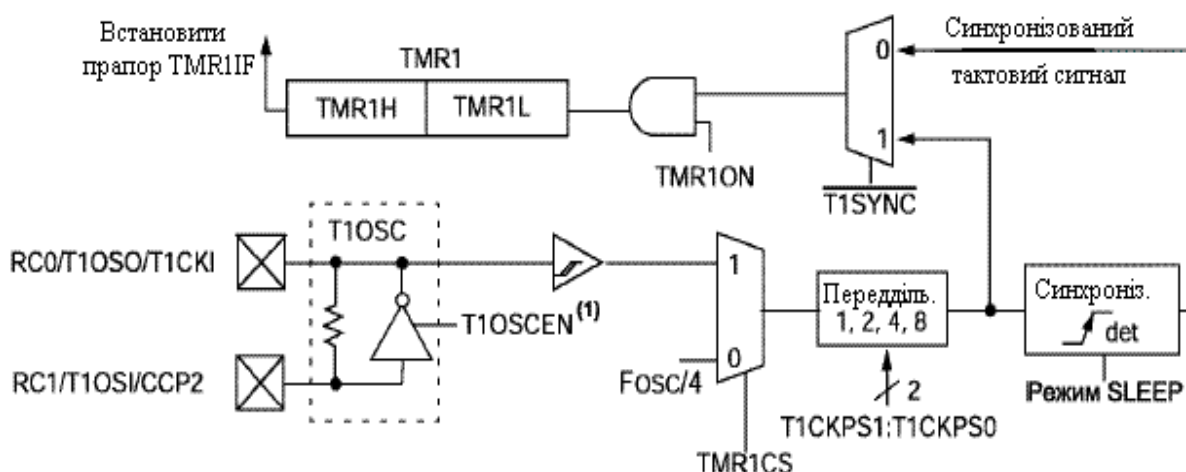 Встановити
прапор TMR1IF
TMR1
TMR1H
TMR1L
TMR1ON
0
1
T1SYNC
Синхронізований
тактовий сигнал
RC0/T1OSO/T1CKI
T1OSC
T1OSCEN(1)
RC1/T1OSI/CCP2
1
0
FOSC/4
TMR1CS
Передділь.
1, 2, 4, 8
2
T1CKPS1:T1CKPS0
Синхроніз.
det
Режим SLEEP